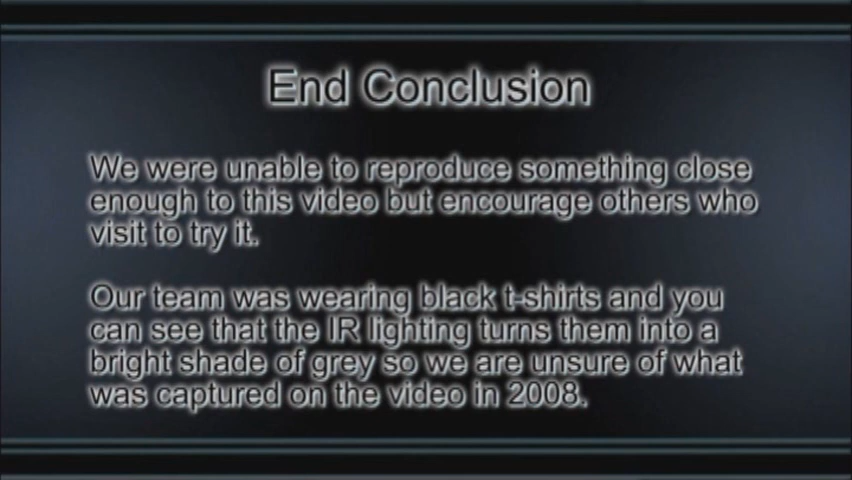 End Conclusion
We were unable to reproduce something close
enough to this video but encourage others who
visit to try it.
Our team was wearing black t-shirts and you
can see that the IR lighting turns them into a
bright shade of grey so we are unsure of what
was captured on the video in 2008.